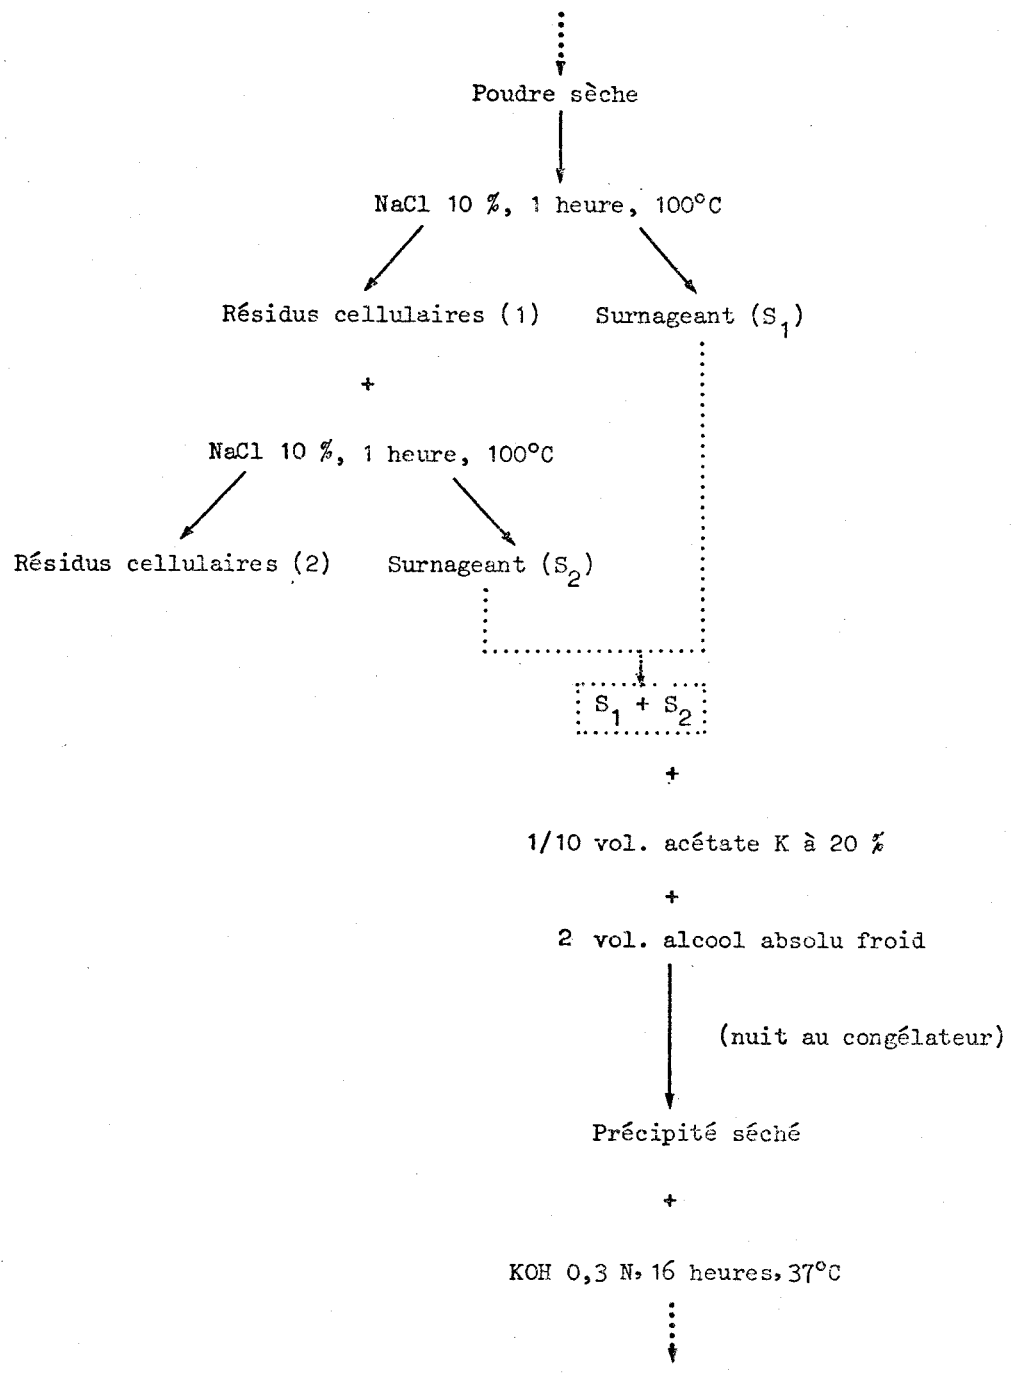 Poudre sèche
NaCl 10 %, 1 heure, 100°C
Résidus cellulaires (1) Surnageant (S₁)
+
NaCl 10 %, 1 heure, 100°C
Résidus cellulaires (2) Surnageant (S₂)
S₁ + S₂
+
1/10 vol. acétate K à 20 %
+
2 vol. alcool absolu froid
(nuit au congélateur)
Précipité séché
+
KOH 0,3 N, 16 heures, 37°C